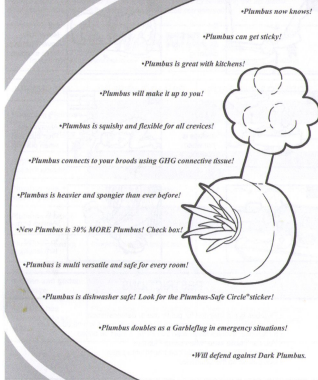 •Plumbus now knows!
•Plumbus can get sticky!
•Plumbus is great with kitchens!
•Plumbus will make it up to you!
•Plumbus is squishy and flexible for all crevices!
•Plumbus connects to your broods using GHG connective tissue!
•Plumbus is heavier and spongier than ever before!
•New Plumbus is 30% MORE Plumbus! Check box!
•Plumbus is multi versatile and safe for every room!
•Plumbus is dishwasher safe! Look for the Plumbus-Safe Circle"sticker!
•Plumbus doubles as a Garbleflug in emergency situations!
•Will defend against Dark Plumbus.